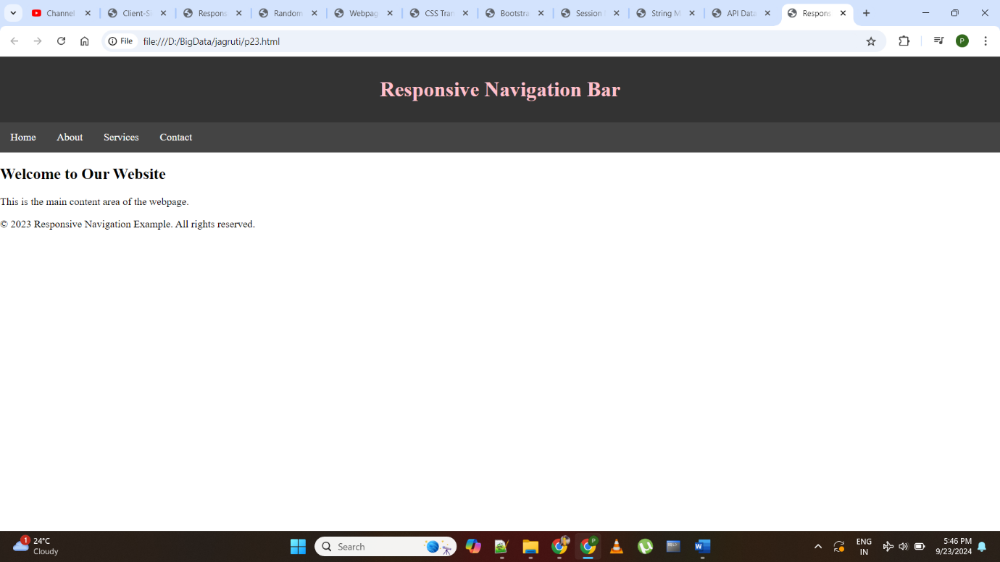 Channel
Client-S
Respons
Random
Webpag
CSS Tran
Bootstra
Session
String M
API Data
Respons
File
file:///D:/BigData/jagruti/p23.html
P
Responsive Navigation Bar
Home About Services Contact
Welcome to Our Website
This is the main content area of the webpage.
© 2023 Responsive Navigation Example. All rights reserved.
1
24°C
Cloudy
Search
P
W
ENG
IN
5:46 PM
9/23/2024